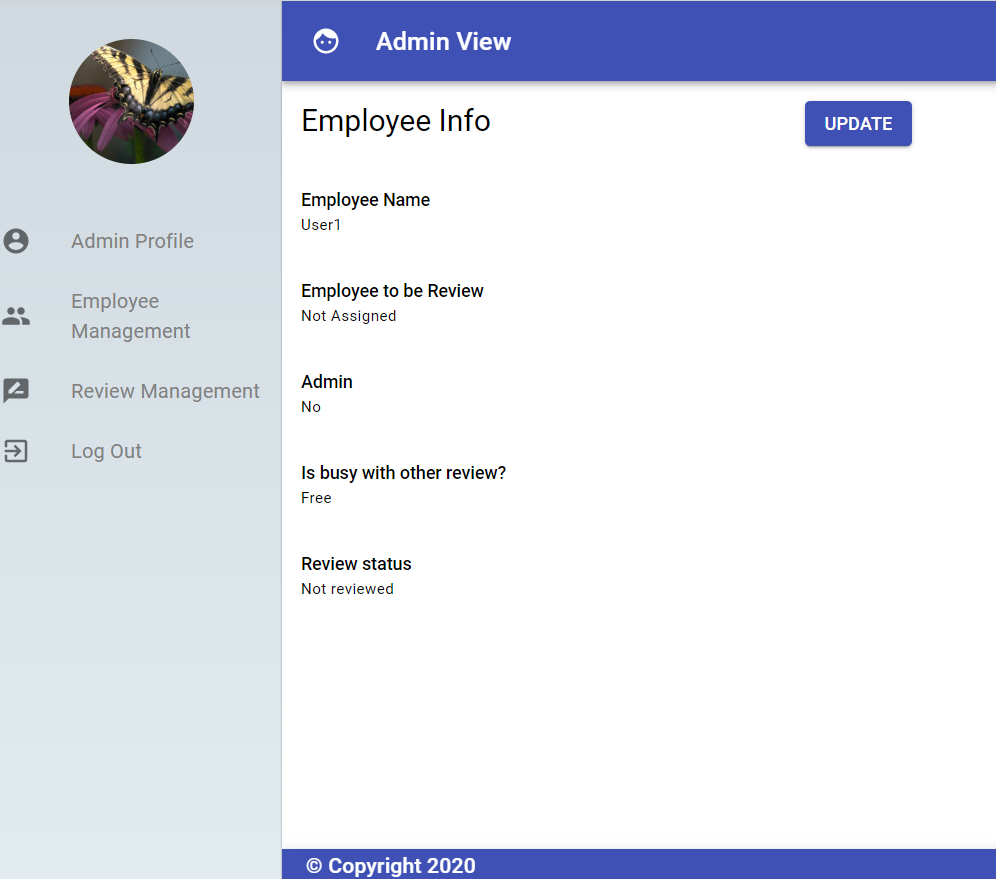 Admin View
Employee Info
UPDATE
Employee Name
User1
Employee to be Review
Not Assigned
Admin
No
Is busy with other review?
Free
Review status
Not reviewed
Admin Profile
Employee
Management
Review Management
Log Out
© Copyright 2020